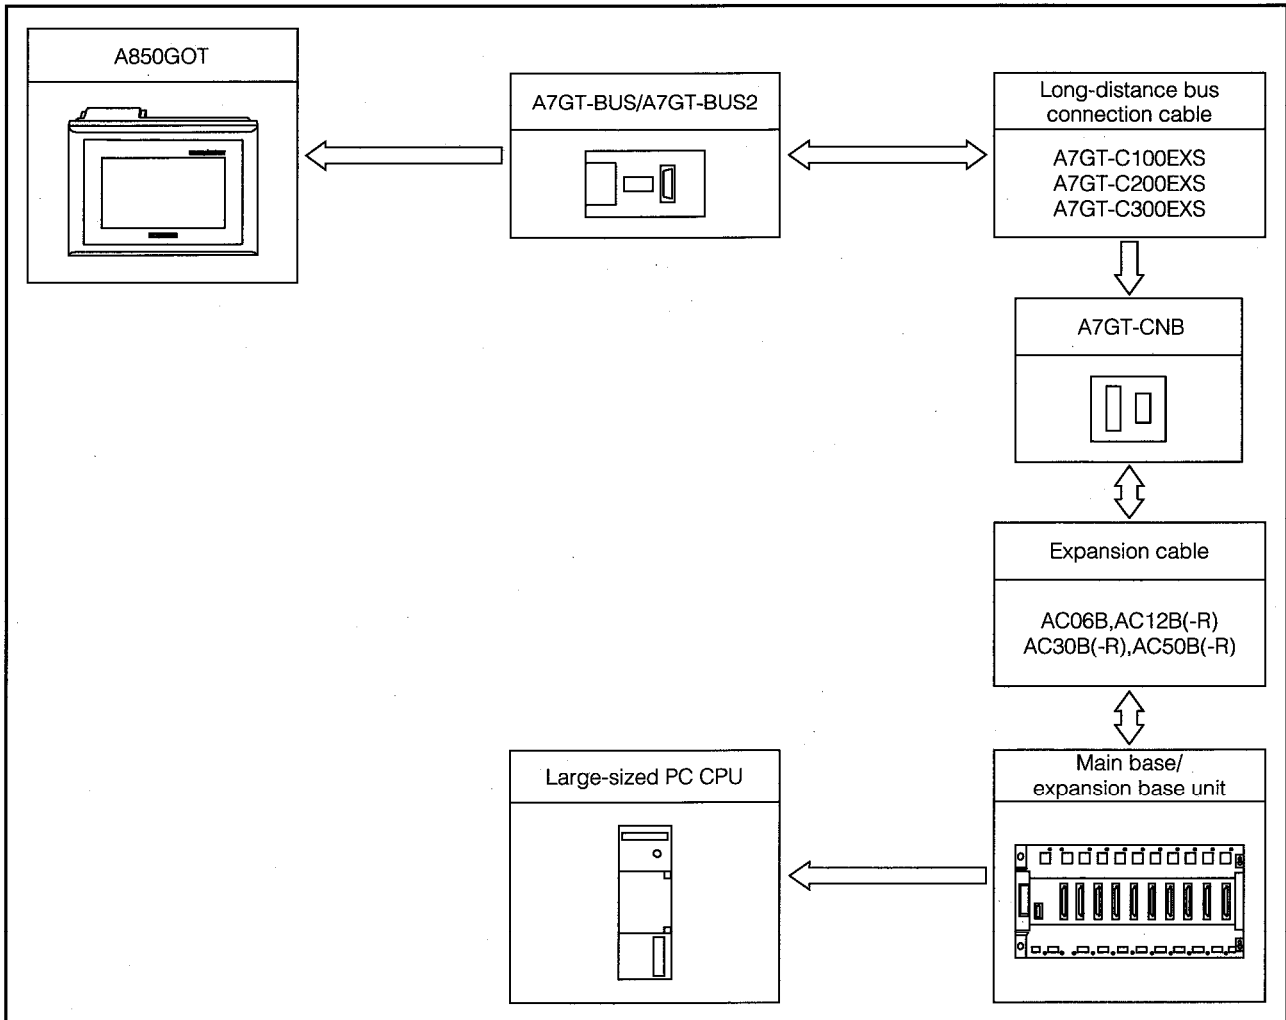 A850GOT
A7GT-BUS/A7GT-BUS2
Long-distance bus
connection cable
A7GT-C100EXS
A7GT-C200EXS
A7GT-C300EXS
A7GT-CNB
Expansion cable
AC06B,AC12B(-R)
AC30B(-R),AC50B(-R)
Large-sized PC CPU
Main base/
expansion base unit